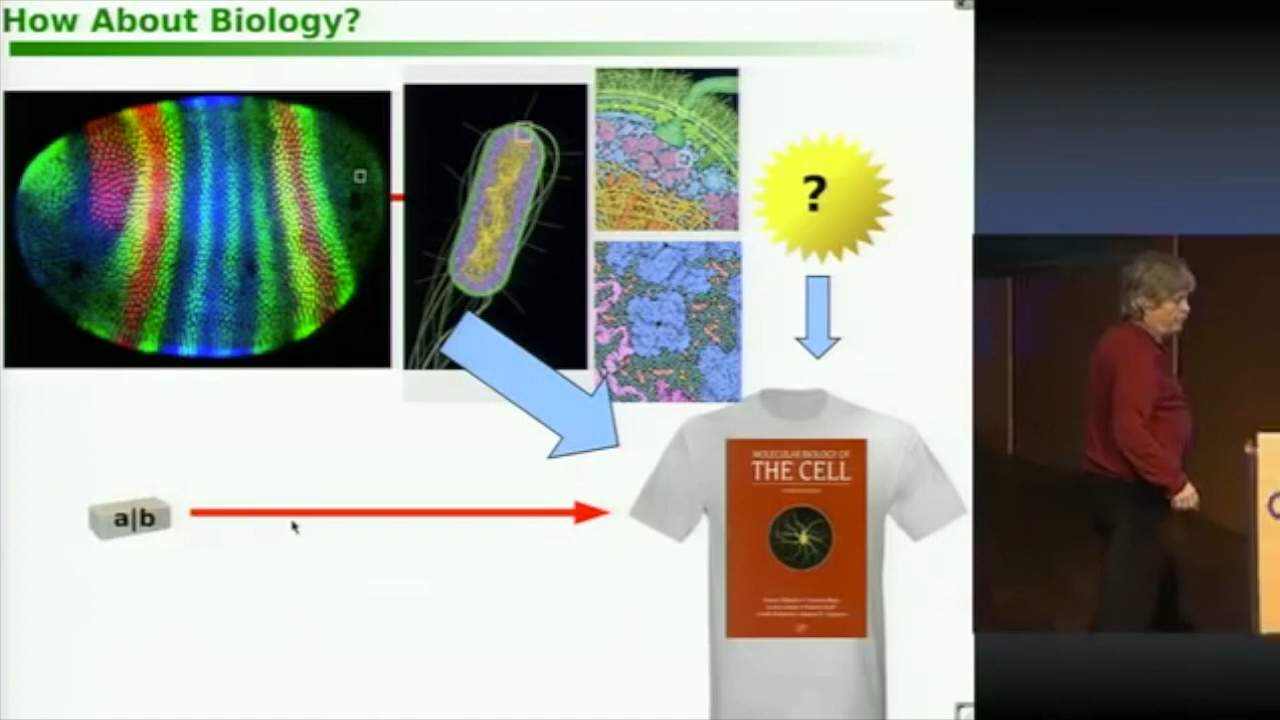 How About Biology?
?
MOLECULAR BIOLOGY OF
THE CELL
a|b